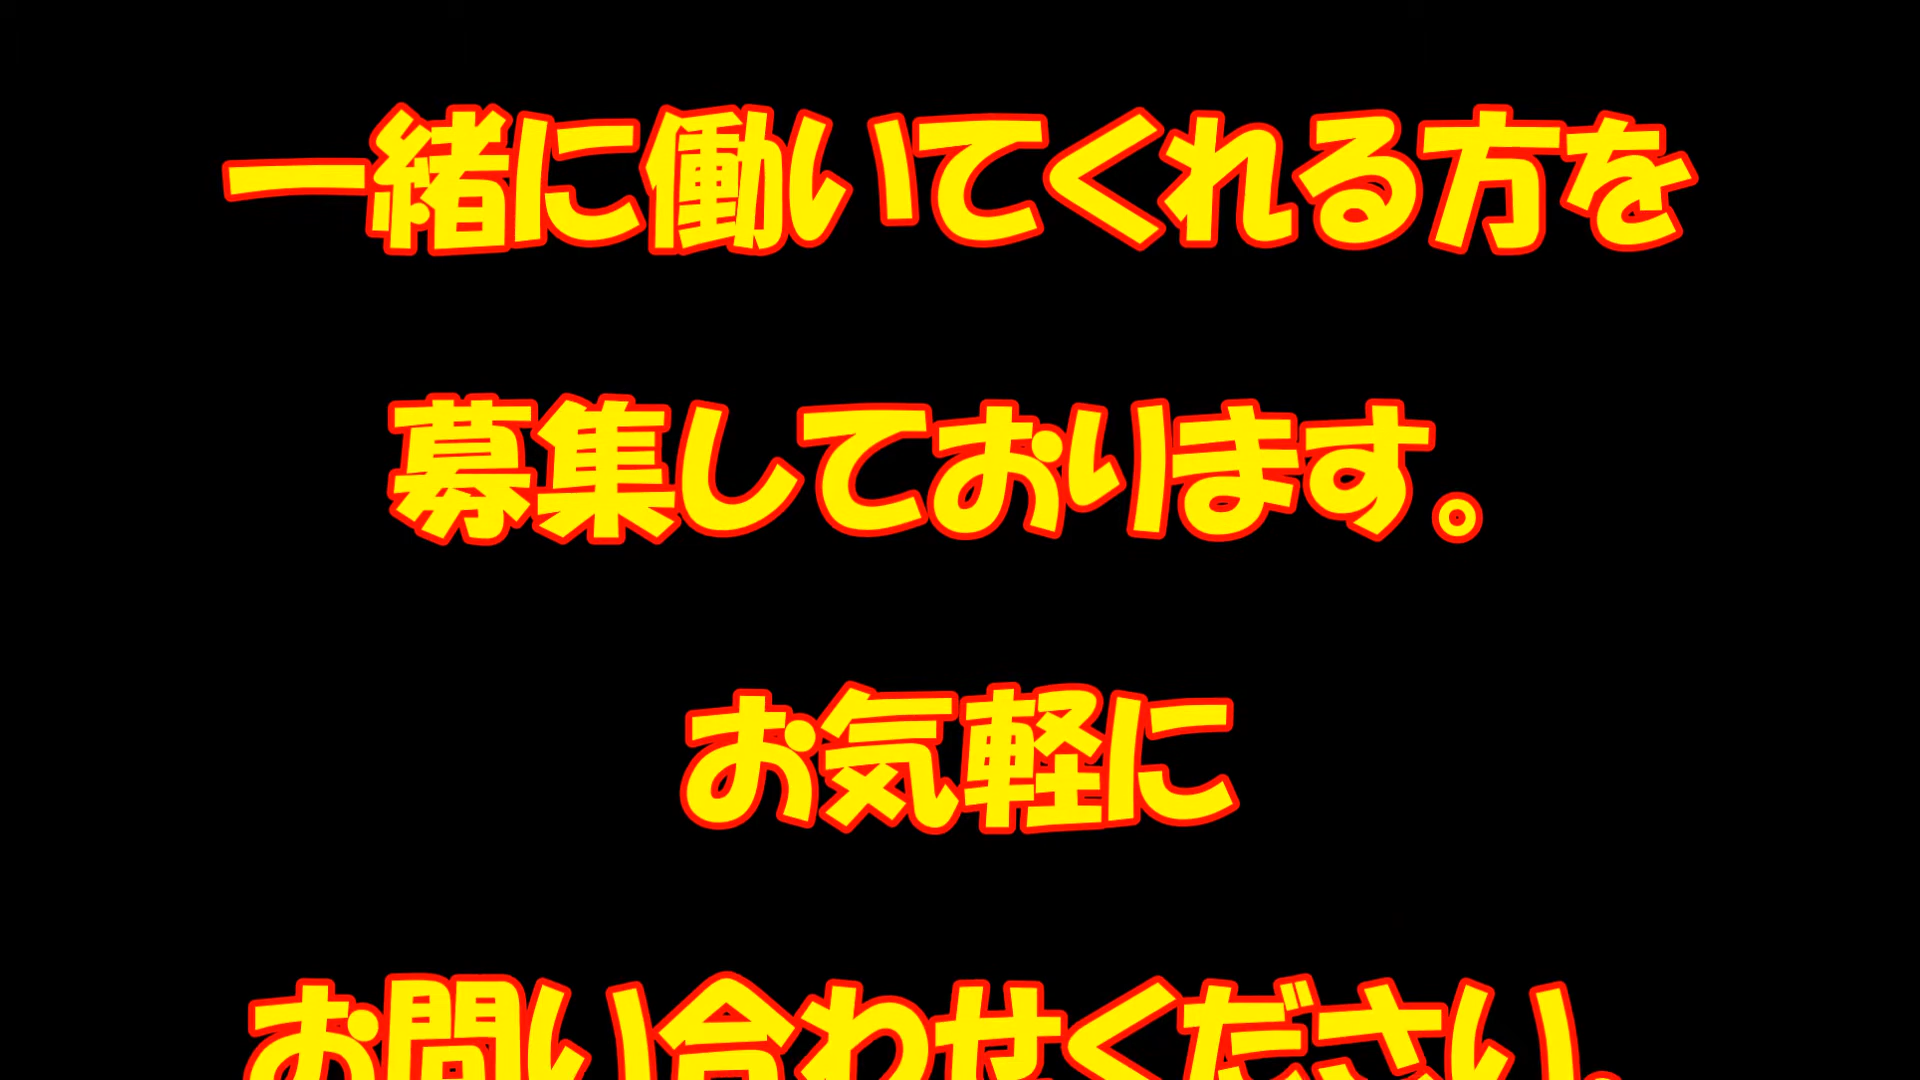 一緒に働いてくれる方を
募集しております。
お気軽に
お問い合わせください。